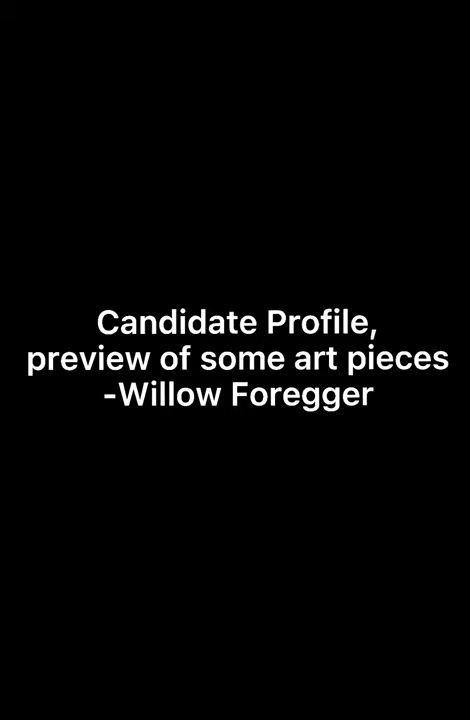 Candidate Profile,
preview of some art pieces
-Willow Foregger